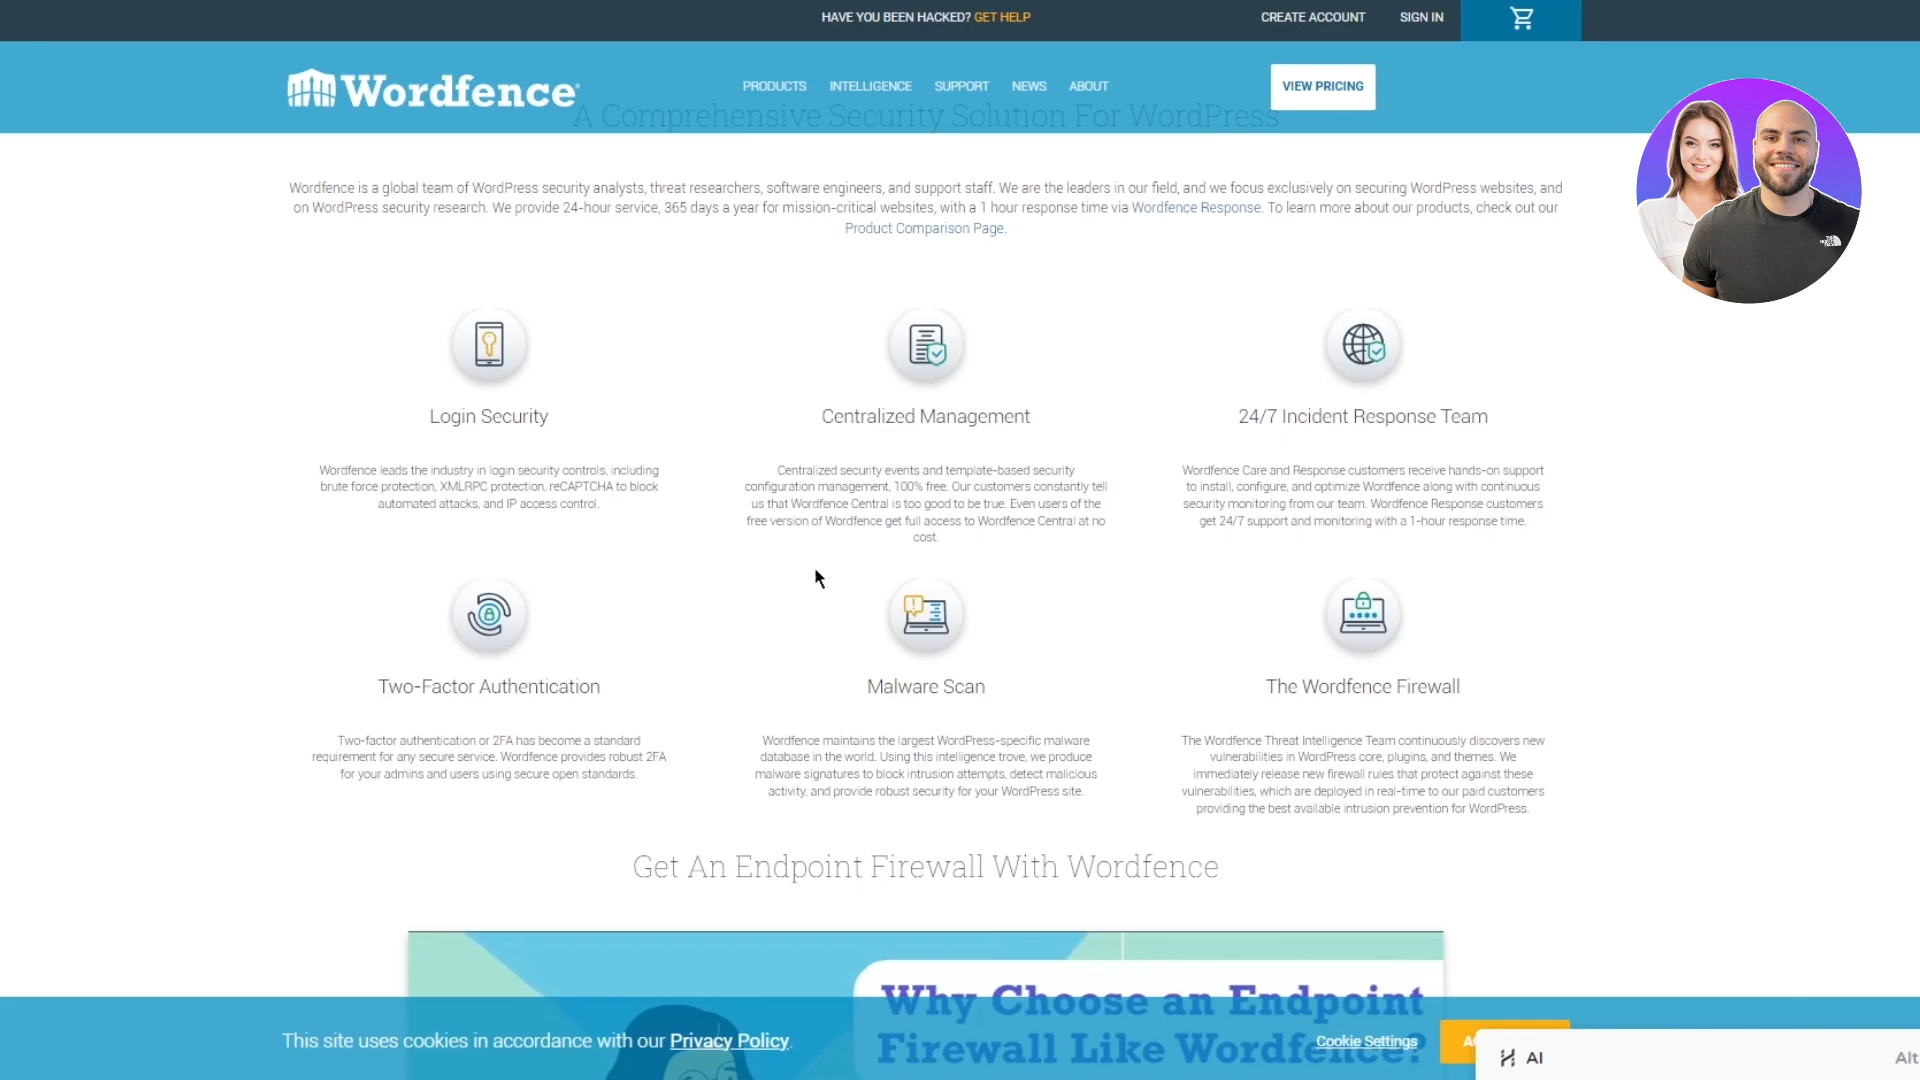 HAVE YOU BEEN HACKED? GET HELP
CREATE ACCOUNT
SIGN IN
Wordfence
PRODUCTS
INTELLIGENCE
SUPPORT
NEWS
ABOUT
VIEW PRICING
A Comprehensive Security Solution For WordPress
Wordfence is a global team of WordPress security analysts, threat researchers, software engineers, and support staff. We are the leaders in our field, and we focus exclusively on securing WordPress websites, and
on WordPress security research. We provide 24-hour service, 365 days a year for mission-critical websites, with a 1 hour response time via Wordfence Response. To learn more about our products, check out our
Product Comparison Page.
Login Security
Wordfence leads the industry in login security controls, including
brute force protection, XMLRPC protection, reCAPTCHA to block
automated attacks, and IP access control.
Centralized Management
Centralized security events and template-based security
configuration management, 100% free. Our customers constantly tell
us that Wordfence Central is too good to be true. Even users of the
free version of Wordfence get full access to Wordfence Central at no
cost.
24/7 Incident Response Team
Wordfence Care and Response customers receive hands-on support
to install, configure, and optimize Wordfence along with continuous
security monitoring from our team. Wordfence Response customers
get 24/7 support and monitoring with a 1-hour response time.
Two-Factor Authentication
Two-factor authentication or 2FA has become a standard
requirement for any secure service. Wordfence provides robust 2FA
for your admins and users using secure open standards.
Malware Scan
Wordfence maintains the largest WordPress-specific malware
database in the world. Using this intelligence trove, we produce
malware signatures to block intrusion attempts, detect malicious
activity, and provide robust security for your WordPress site.
The Wordfence Firewall
The Wordfence Threat Intelligence Team continuously discovers new
vulnerabilities in WordPress core, plugins, and themes. We
immediately release new firewall rules that protect against these
vulnerabilities, which are deployed in real-time to our paid customers
providing the best available intrusion prevention for WordPress.
Get An Endpoint Firewall With Wordfence
Why Choose an Endpoint
Firewall Like Wordfence?
This site uses cookies in accordance with our Privacy Policy.
Cookie Settings
AI
Alt